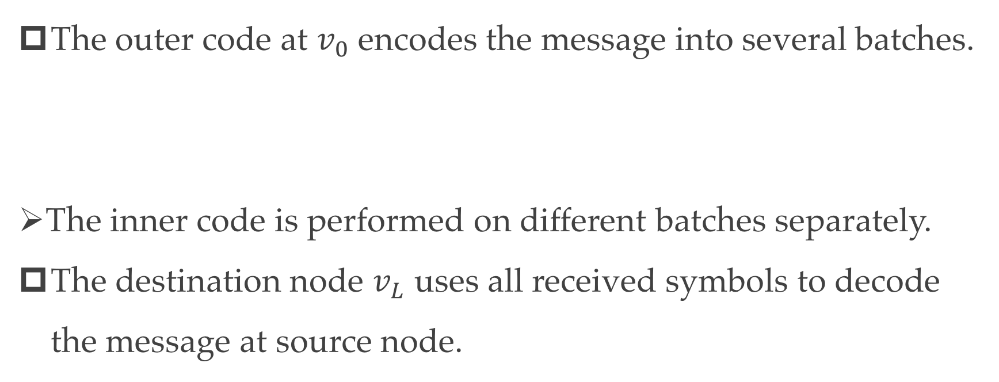 The outer code at v₀ encodes the message into several batches.
The inner code is performed on different batches separately.
The destination node v_L uses all received symbols to decode
the message at source node.